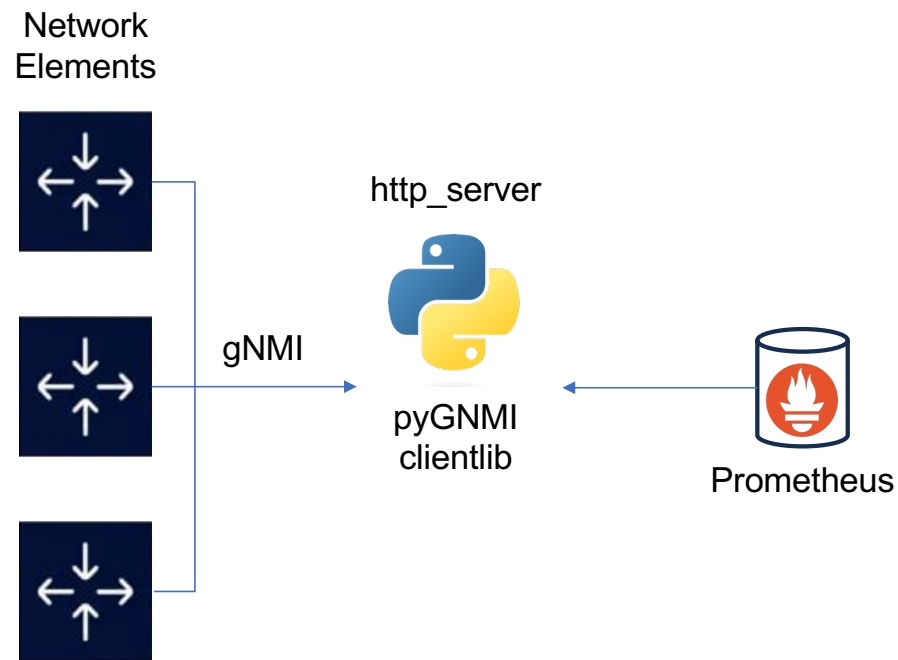 Network
Elements
http_server
gNMI
pyGNMI
clientlib
Prometheus